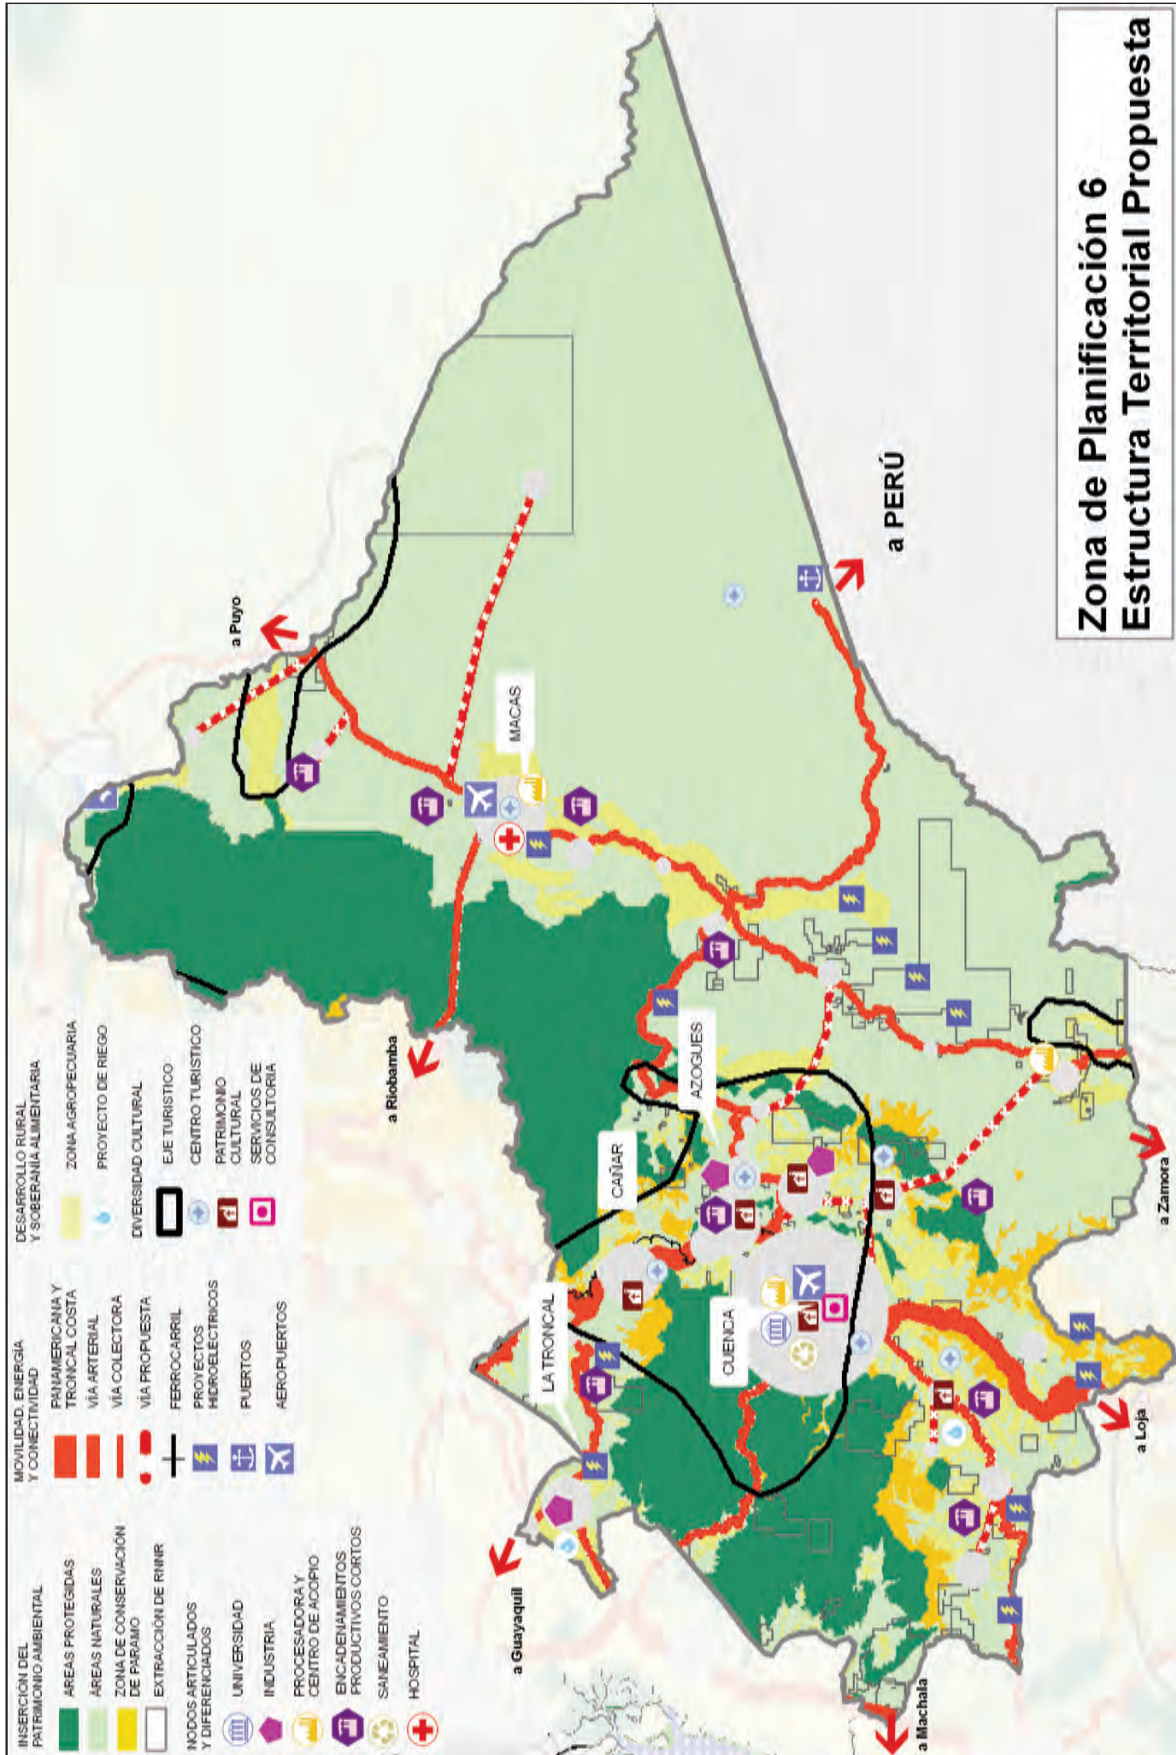 INSERCIÓN DEL
PATRIMONIO AMBIENTAL
ÁREAS PROTEGIDAS
ÁREAS NATURALES
ZONA DE CONSERVACIÓN
DE PARAMO
EXTRACCIÓN DE RNNR
NODOS ARTICULADOS
Y DIFERENCIADOS
UNIVERSIDAD
INDUSTRIA
PROCESADORA Y
CENTRO DE ACOPIO
ENCADENAMIENTOS
PRODUCTIVOS CORTOS
SANEAMIENTO
HOSPITAL
MOVILIDAD, ENERGÍA
Y CONECTIVIDAD
PANAMERICANA Y
TRONCAL COSTA
VÍA ARTERIAL
VÍA COLECTORA
VÍA PROPUESTA
FERROCARRIL
PROYECTOS
HIDROELÉCTRICOS
PUERTOS
AEROPUERTOS
DESARROLLO RURAL
Y SOBERANÍA ALIMENTARIA
ZONA AGROPECUARIA
PROYECTO DE RIEGO
DIVERSIDAD CULTURAL
EJE TURISTICO
CENTRO TURÍSTICO
PATRIMONIO
CULTURAL
SERVICIOS DE
CONSULTORIA
a Puyo
a Riobamba
MACAS
a PERÚ
AZOGUES
CAÑAR
LA TRONCAL
CUENCA
a Guayaquil
a Zamora
a Loja
a Machala
Zona de Planificación 6
Estructura Territorial Propuesta